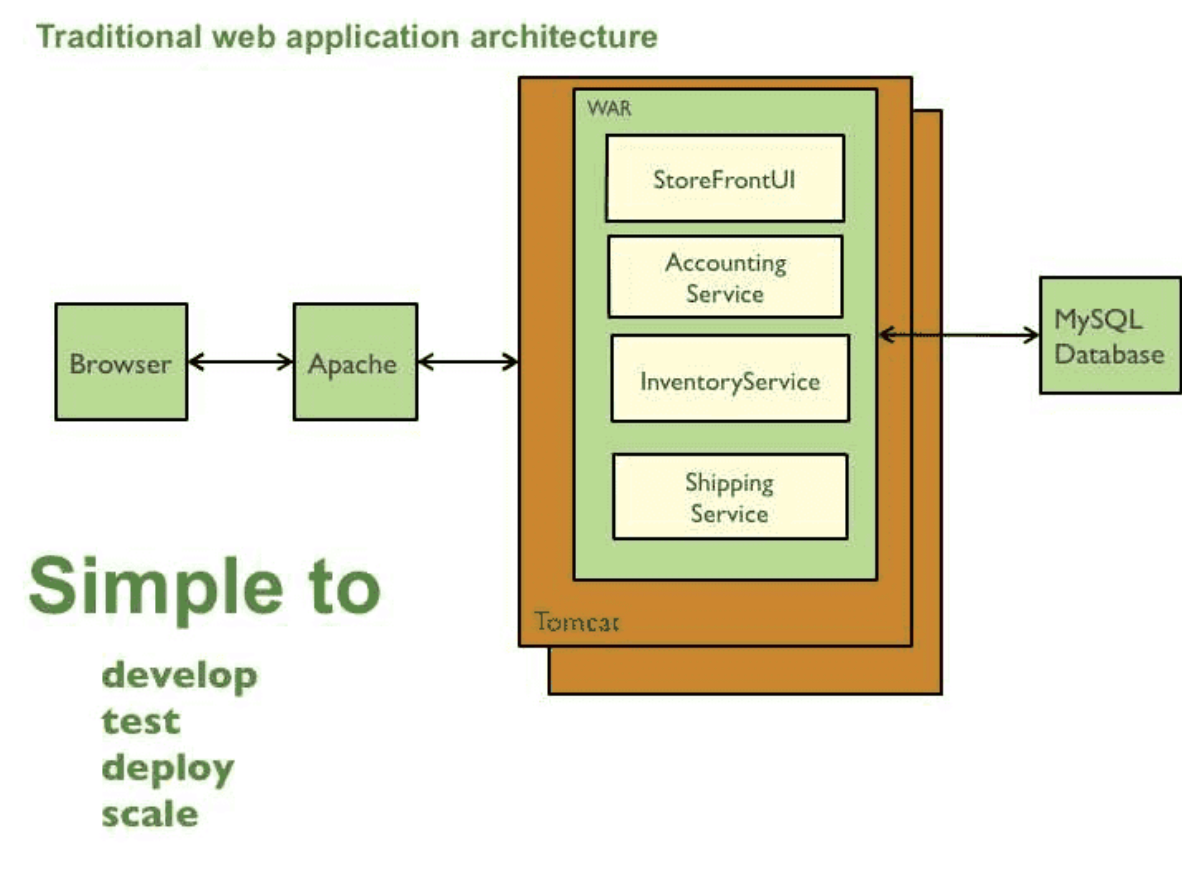 Traditional web application architecture
WAR
StoreFrontUI
Accounting
Service
InventoryService
Shipping
Service
Tomcat
Browser
Apache
MySQL
Database
Simple to
develop
test
deploy
scale